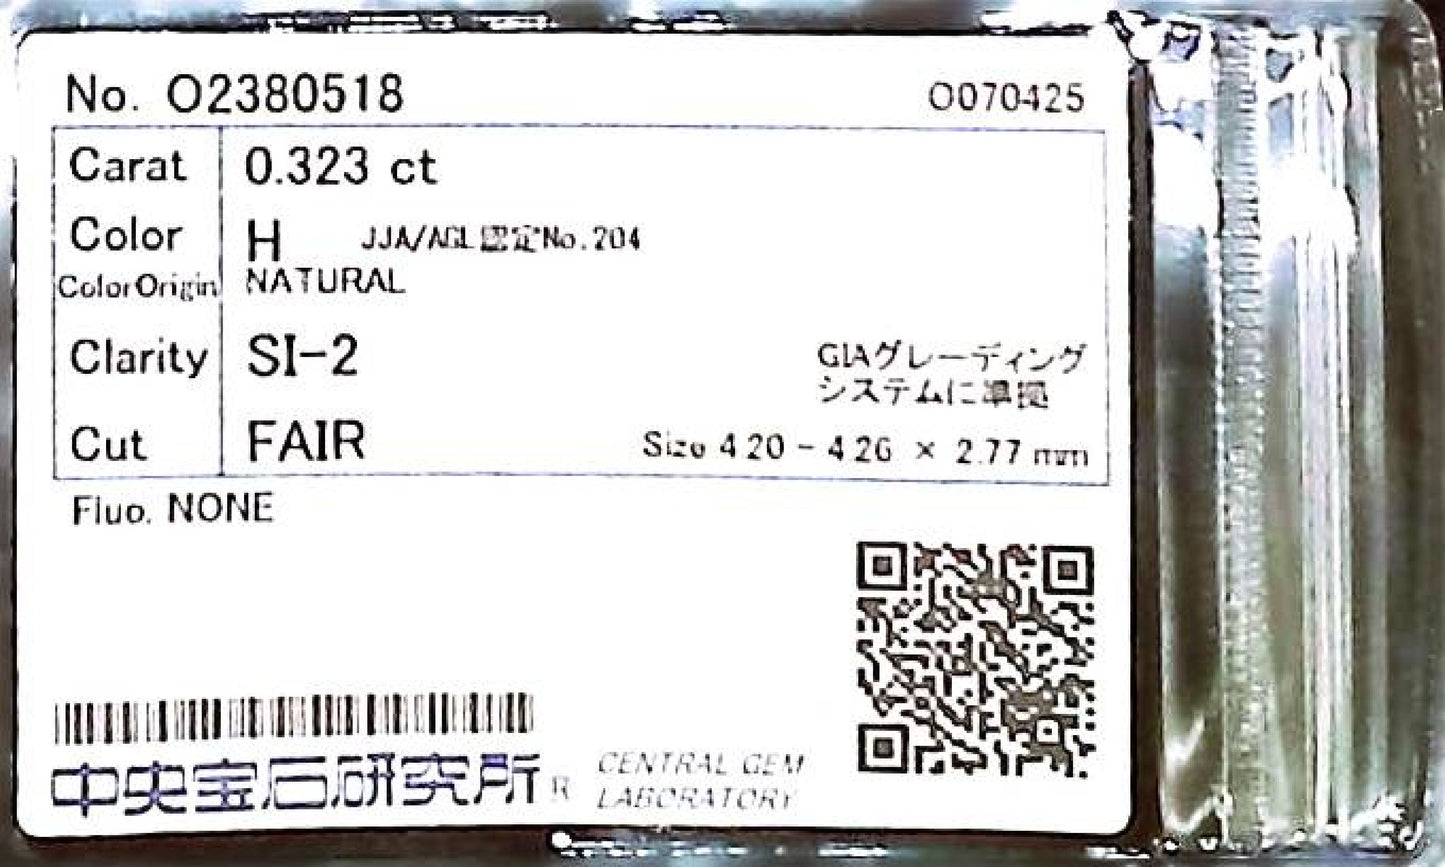 No. O2380518
O070425
Carat 0.323 ct
Color H JJA/AGL認定No.204
Color Origin NATURAL
Clarity SI-2
GIAグレーディング
システムに準拠
Cut FAIR Size 4.20 - 4.26 × 2.77 mm
Fluo. NONE
中央宝石研究所 R
CENTRAL GEM
LABORATORY